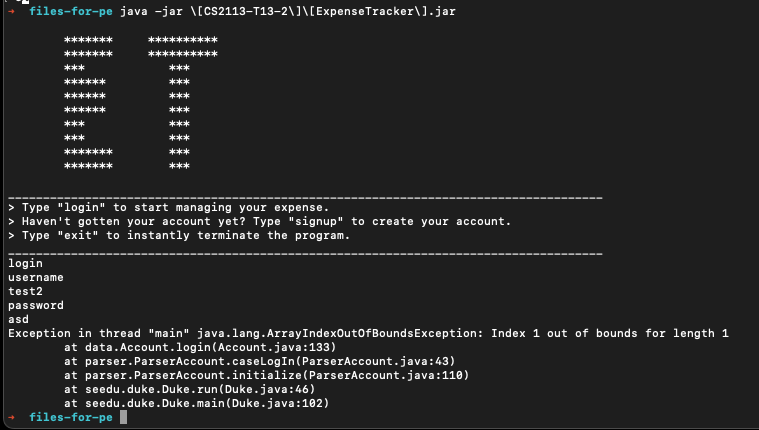 → files-for-pe java -jar \[CS2113-T13-2\]\[ExpenseTracker\].jar
******* **********
******* **********
*** ***
****** ***
****** ***
****** ***
*** ***
*** ***
******* ***
******* ***
> Type "login" to start managing your expense.
> Haven't gotten your account yet? Type "signup" to create your account.
> Type "exit" to instantly terminate the program.
login
username
test2
password
asd
Exception in thread "main" java.lang.ArrayIndexOutOfBoundsException: Index 1 out of bounds for length 1
at data.Account.login(Account.java:133)
at parser.ParserAccount.caseLogIn(ParserAccount.java:43)
at parser.ParserAccount.initialize(ParserAccount.java:110)
at seedu.duke.Duke.run(Duke.java:46)
at seedu.duke.Duke.main(Duke.java:102)
→ files-for-pe